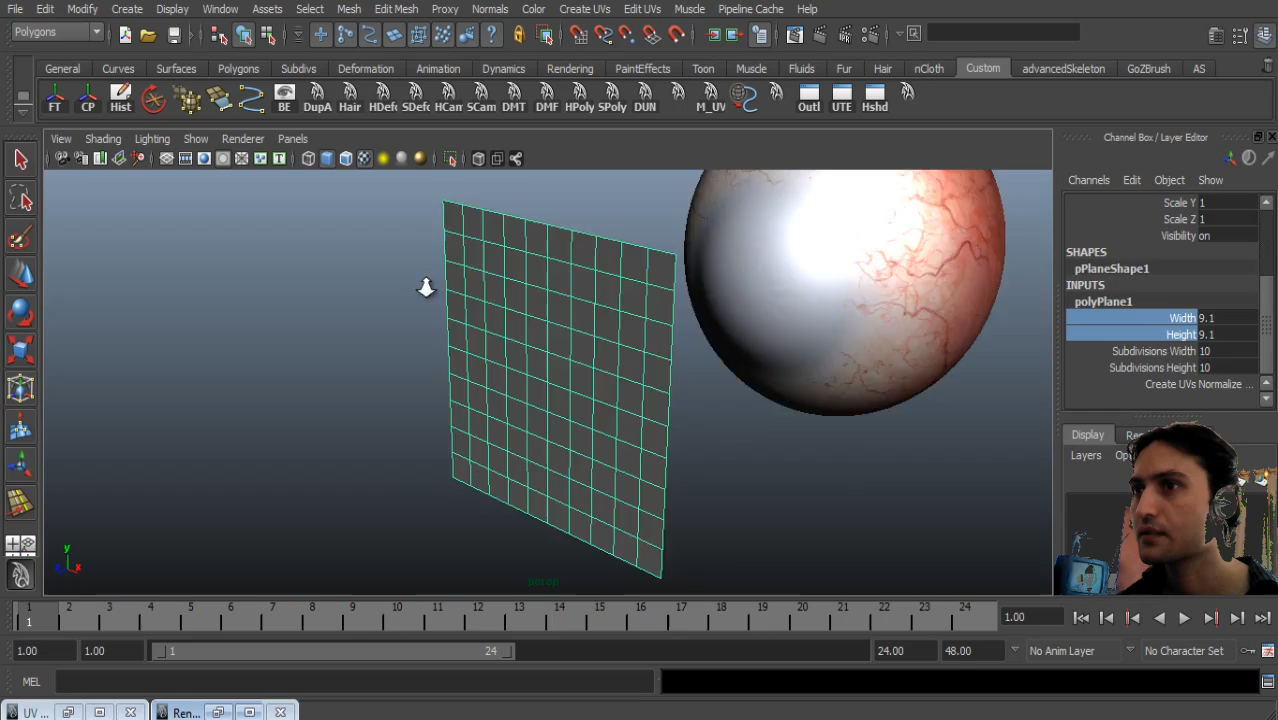 File Edit Modify Create Display Window Assets Select Mesh Edit Mesh Proxy Normals Color Create UVs Edit UVs Muscle Pipeline Cache Help
Polygons
General Curves Surfaces Polygons Subdivs Deformation Animation Dynamics Rendering PaintEffects Toon Muscle Fluids Fur Hair nCloth Custom advancedSkeleton GoZBrush AS
FT CP Hist BE DupA Hair HDefo SDefo HCam SCam DMT DMF HPoly SPoly DUN M_UV Outl UTE Hshd
View Shading Lighting Show Renderer Panels
Channel Box / Layer Editor
Channels Edit Object Show
Scale Y 1
Scale Z 1
Visibility on
SHAPES
pPlaneShape1
INPUTS
polyPlane1
Width 9.1
Height 9.1
Subdivisions Width 10
Subdivisions Height 10
Create UVs Normalize ...
Display
Layers
y
x
persp
1 2 3 4 5 6 7 8 9 10 11 12 13 14 15 16 17 18 19 20 21 22 23 24
1
1.00
1.00 1.00 1 24 24.00 48.00 No Anim Layer No Character Set
MEL
UV ... Ren...